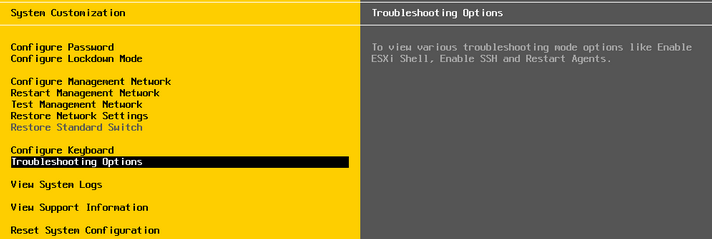 System Customization
Configure Password
Configure Lockdown Mode
Configure Management Network
Restart Management Network
Test Management Network
Restore Network Settings
Restore Standard Switch
Configure Keyboard
Troubleshooting Options
View System Logs
View Support Information
Reset System Configuration
Troubleshooting Options
To view various troubleshooting mode options like Enable
ESXi Shell, Enable SSH and Restart Agents.